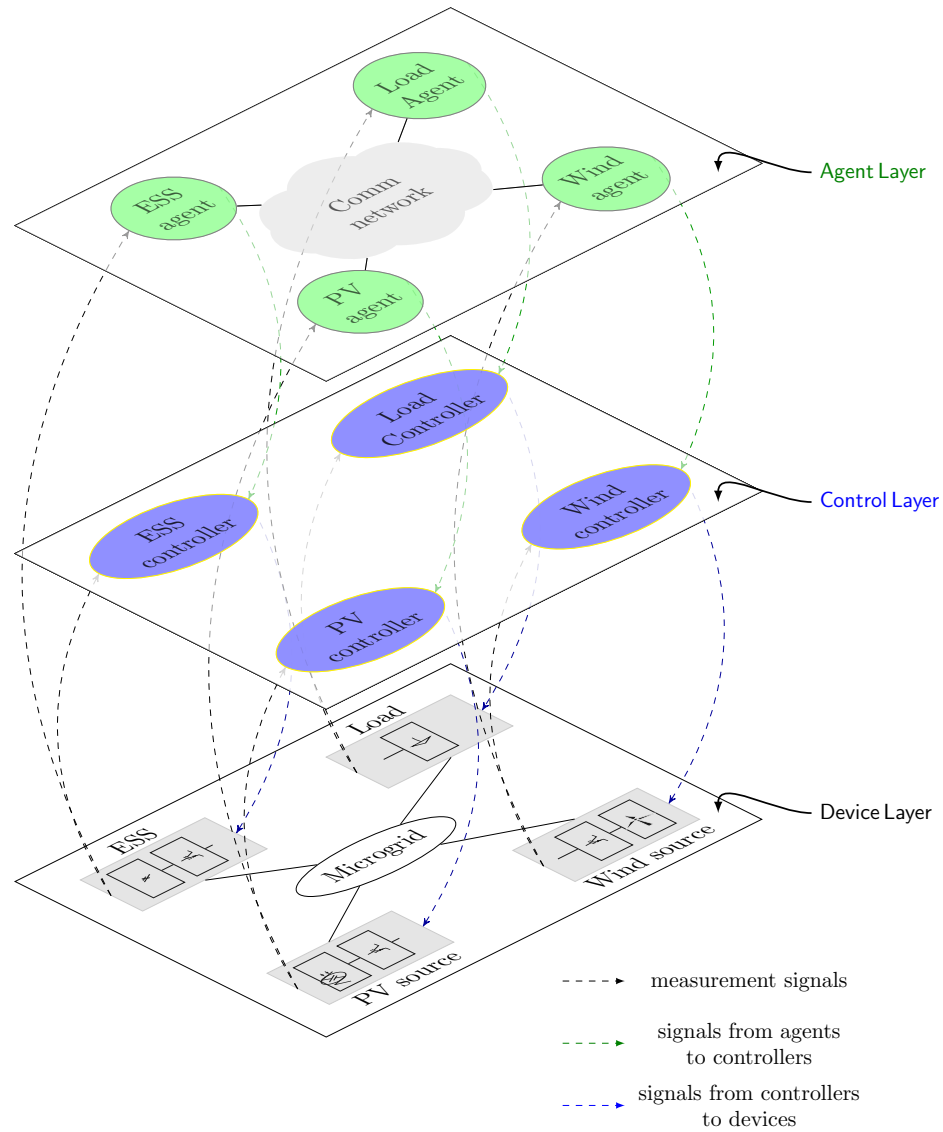 Load
Agent
Wind
agent
Agent Layer
ESS
agent
Comm
network
PV
agent
Load
Controller
Wind
controller
Control Layer
ESS
controller
PV
controller
Load
Device Layer
ESS
Microgrid
Wind source
PV source
measurement signals
signals from agents
to controllers
signals from controllers
to devices